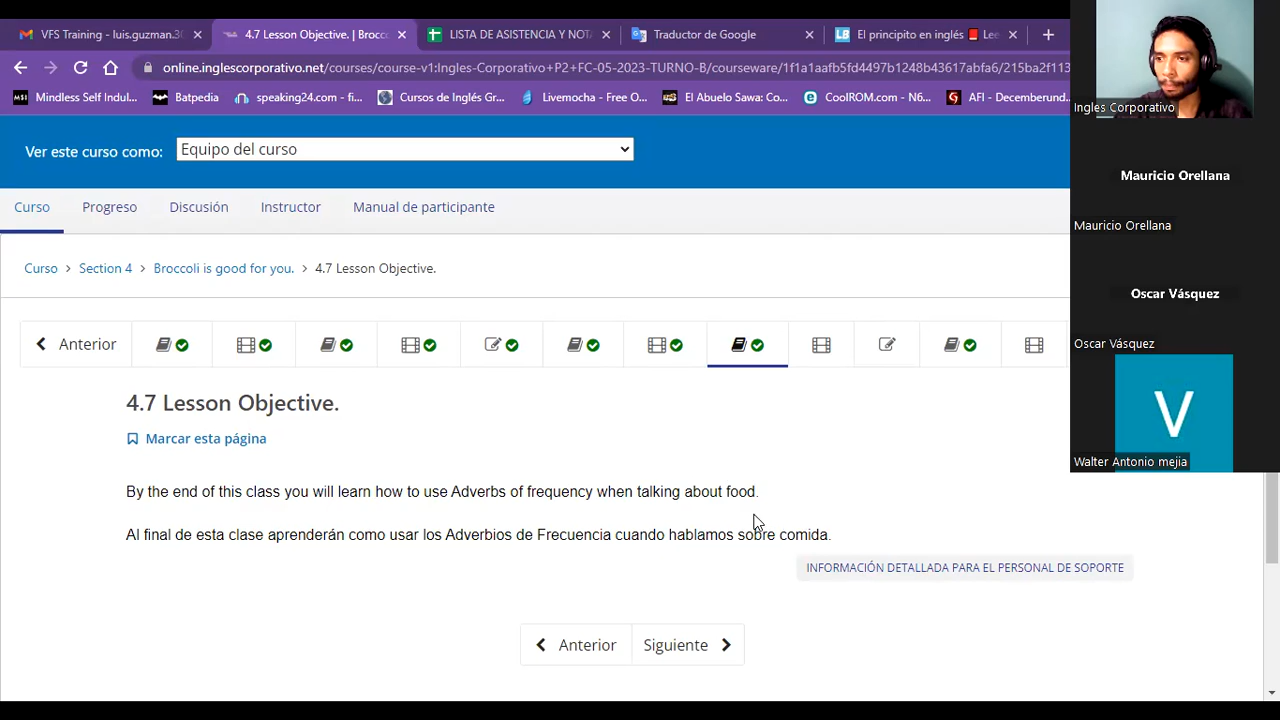 VFS Training - luis.guzman.30
4.7 Lesson Objective. | Brocco
LISTA DE ASISTENCIA Y NOTA
Traductor de Google
El principito en inglés 📕 Lee
online.inglescorporativo.net/courses/course-v1:Ingles-Corporativo+P2+FC-05-2023-TURNO-B/courseware/1f1a1aafb5fd4497b1248b43617abfa6/215ba2f113
Mindless Self Indul...
Batpedia
speaking24.com - fi...
Cursos de Inglés Gr...
Livemocha - Free O...
El Abuelo Sawa: Co...
CoolROM.com - N6...
AFI - Decemberund
Ver este curso como:
Equipo del curso
Curso
Progreso
Discusión
Instructor
Manual de participante
Curso > Section 4 > Broccoli is good for you. > 4.7 Lesson Objective.
Anterior
4.7 Lesson Objective.
Marcar esta página
By the end of this class you will learn how to use Adverbs of frequency when talking about food.
Al final de esta clase aprenderán como usar los Adverbios de Frecuencia cuando hablamos sobre comida.
INFORMACIÓN DETALLADA PARA EL PERSONAL DE SOPORTE
Anterior
Siguiente
Ingles Corporativo
Mauricio Orellana
Mauricio Orellana
Oscar Vásquez
Oscar Vásquez
V
Walter Antonio mejia